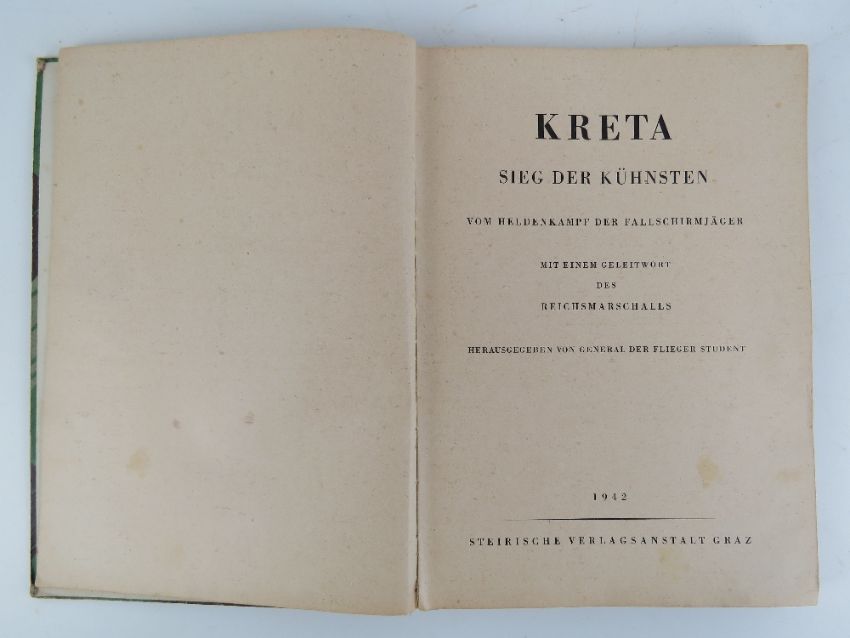 KRETA
SIEG DER KÜHNSTEN
VOM HELDENKAMPF DER FALLSCHIRMJÄGER
MIT EINEM GELEITWORT
DES
REICHSMARSCHALLS
HERAUSGEGEBEN VON GENERAL DER FLIEGER STUDENT
1942
STEIRISCHE VERLAGSANSTALT GRAZ